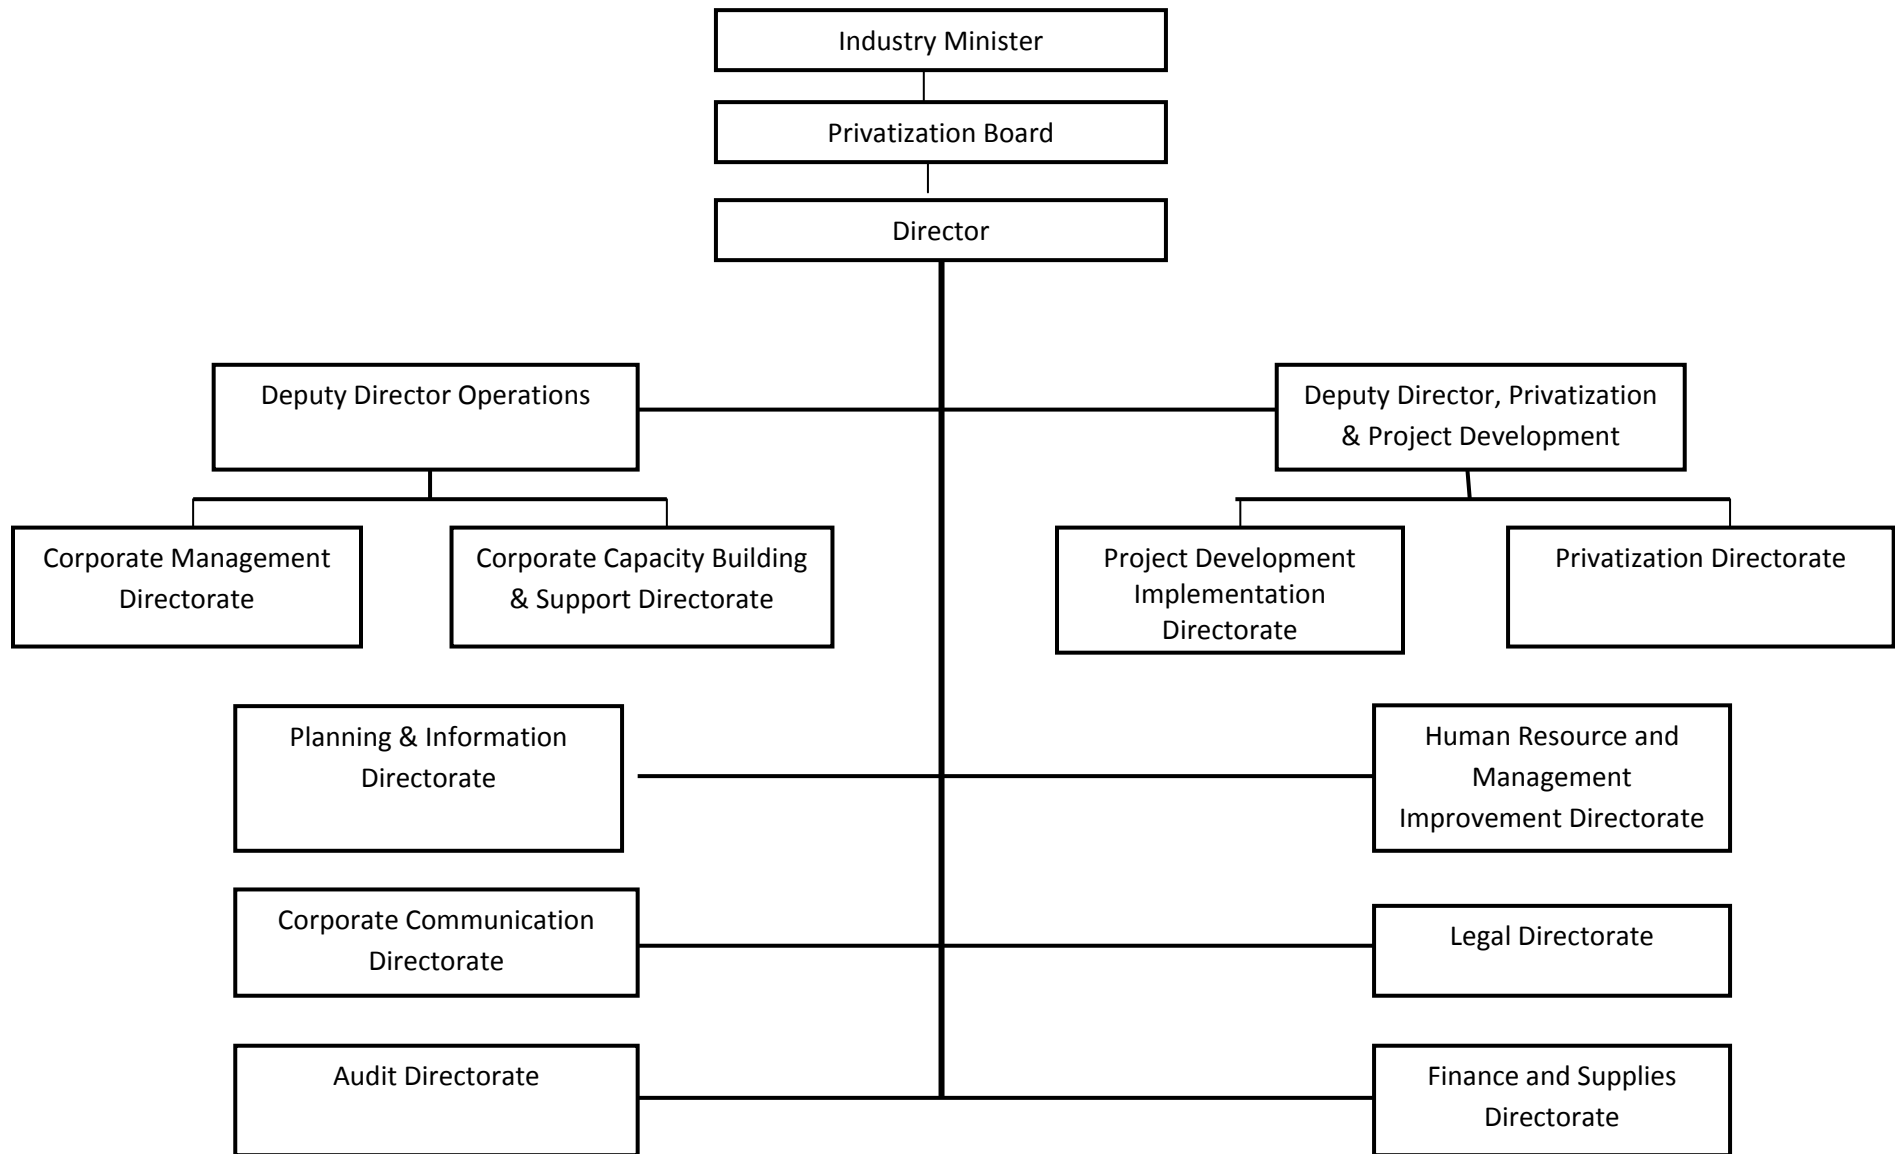 Industry Minister
Privatization Board
Director
Deputy Director Operations
Deputy Director, Privatization
& Project Development
Corporate Management
Directorate
Corporate Capacity Building
& Support Directorate
Project Development
Implementation
Directorate
Privatization Directorate
Planning & Information
Directorate
Human Resource and
Management
Improvement Directorate
Corporate Communication
Directorate
Legal Directorate
Audit Directorate
Finance and Supplies
Directorate